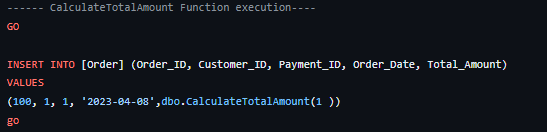 ------ CalculateTotalAmount Function execution----
GO
INSERT INTO [Order] (Order_ID, Customer_ID, Payment_ID, Order_Date, Total_Amount)
VALUES
(100, 1, 1, '2023-04-08',dbo.CalculateTotalAmount(1 ))
go